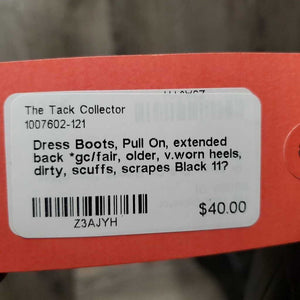 The Tack Collector
1007602-121
Dress Boots, Pull On, extended
back *gc/fair, older, v.worn heels,
dirty, scuffs, scrapes Black 11?
$40.00
Z3AJYH